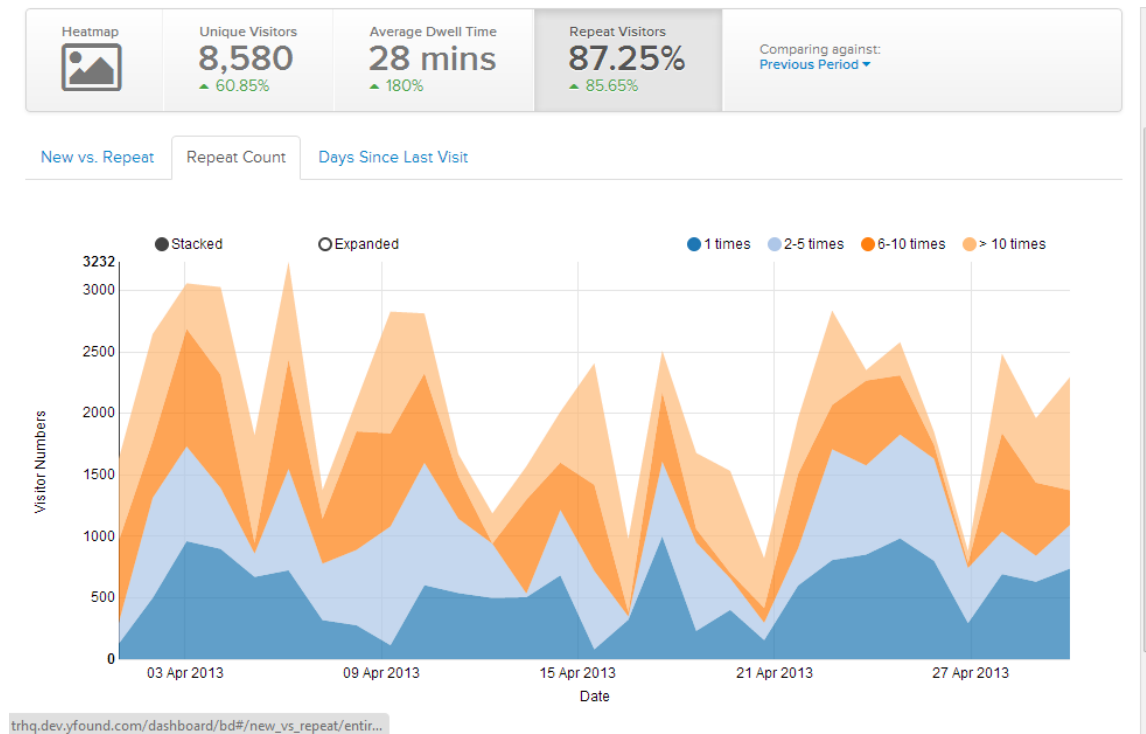 Heatmap
Unique Visitors
8,580
60.85%
Average Dwell Time
28 mins
180%
Repeat Visitors
87.25%
85.65%
Comparing against:
Previous Period
New vs. Repeat
Repeat Count
Days Since Last Visit
Stacked
Expanded
1 times
2-5 times
6-10 times
> 10 times
3232
3000
2500
2000
1500
1000
500
0
Visitor Numbers
03 Apr 2013
09 Apr 2013
15 Apr 2013
21 Apr 2013
27 Apr 2013
Date
trhq.dev.yfound.com/dashboard/bd#/new_vs_repeat/entir...